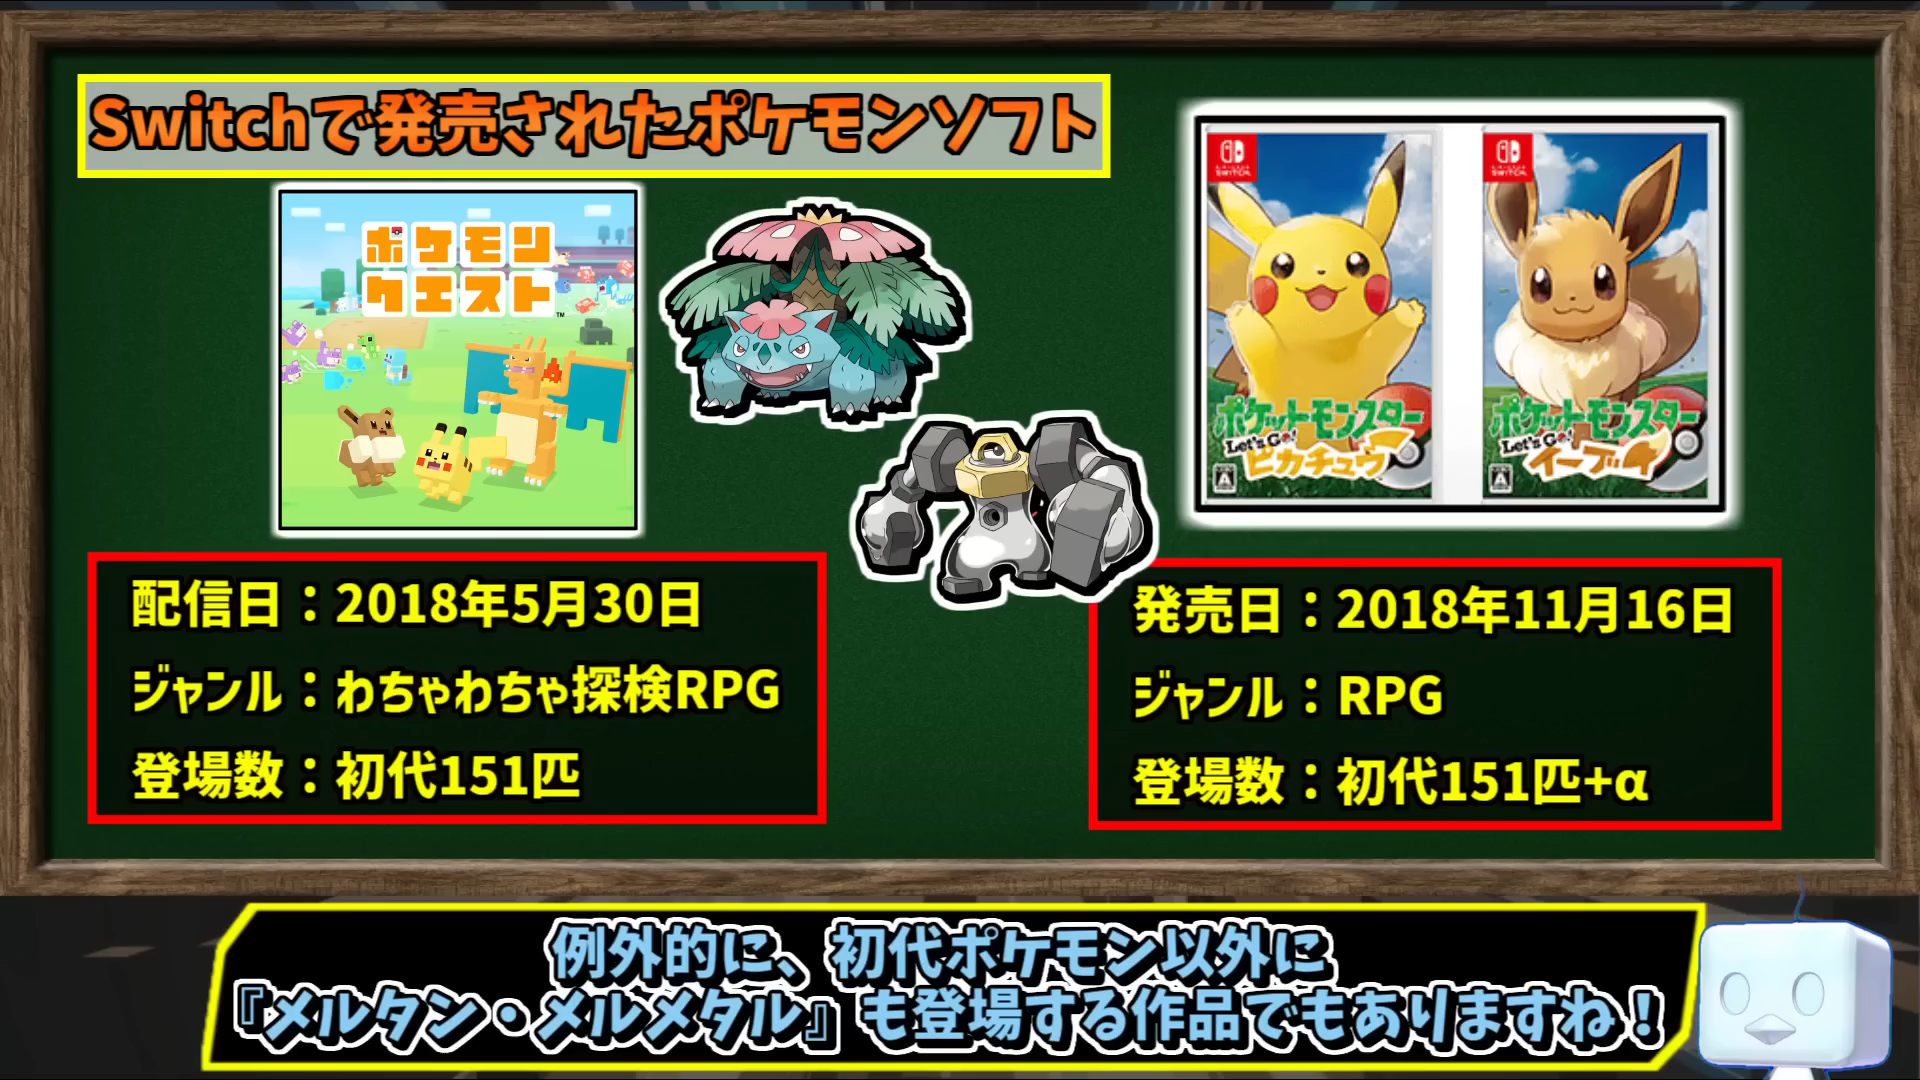 Switchで発売されたポケモンソフト
ポケモン
クエスト
TM
SWITCH
ポケットモンスター
Let's Go!
ピカチュウ
A
SWITCH
ポケットモンスター
Let's Go!
イーブイ
A
配信日：2018年5月30日
ジャンル：わちゃわちゃ探検RPG
登場数：初代151匹
発売日：2018年11月16日
ジャンル：RPG
登場数：初代151匹+α
例外的に、初代ポケモン以外に
『メルタン・メルメタル』も登場する作品でもありますね！